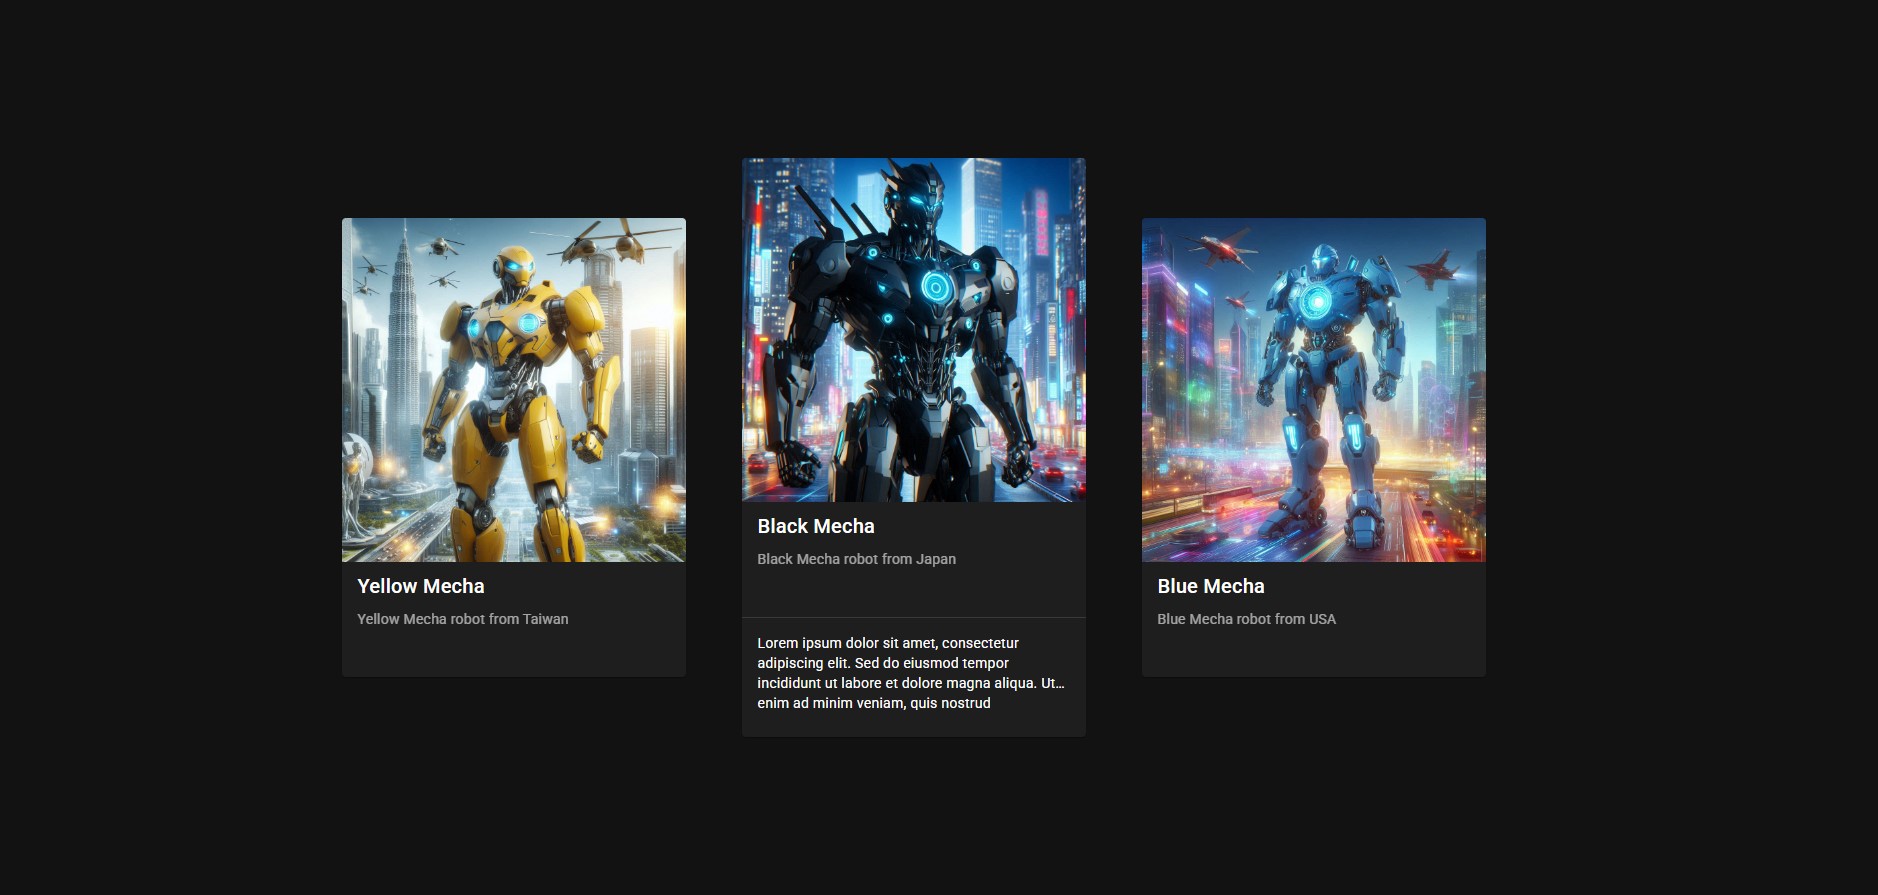 Yellow Mecha
Yellow Mecha robot from Taiwan
Black Mecha
Black Mecha robot from Japan
Lorem ipsum dolor sit amet, consectetur
adipiscing elit. Sed do eiusmod tempor
incididunt ut labore et dolore magna aliqua. Ut…
enim ad minim veniam, quis nostrud
Blue Mecha
Blue Mecha robot from USA